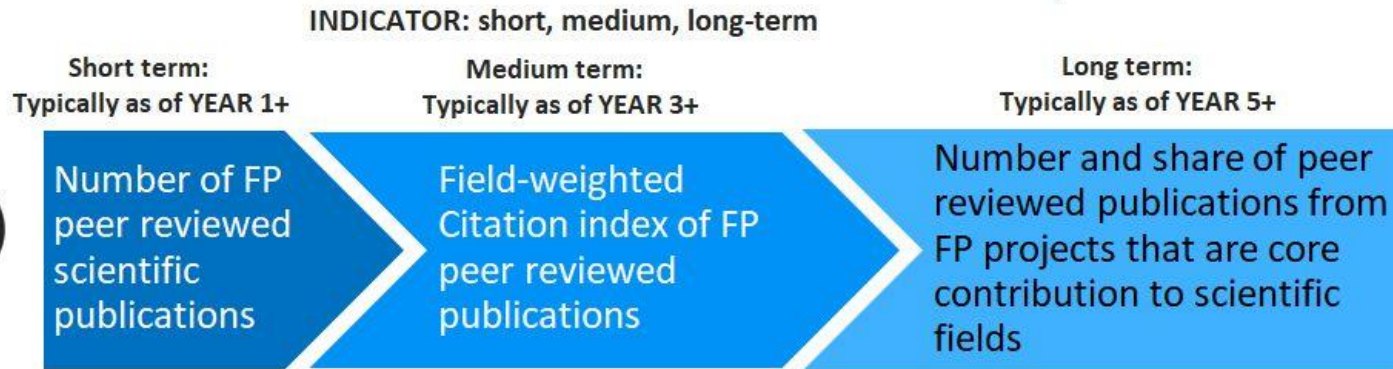 INDICATOR: short, medium, long-term
Short term:
Typically as of YEAR 1+
Medium term:
Typically as of YEAR 3+
Long term:
Typically as of YEAR 5+
Number of FP
peer reviewed
scientific
publications
Field-weighted
Citation index of FP
peer reviewed
publications
Number and share of peer
reviewed publications from
FP projects that are core
contribution to scientific
fields